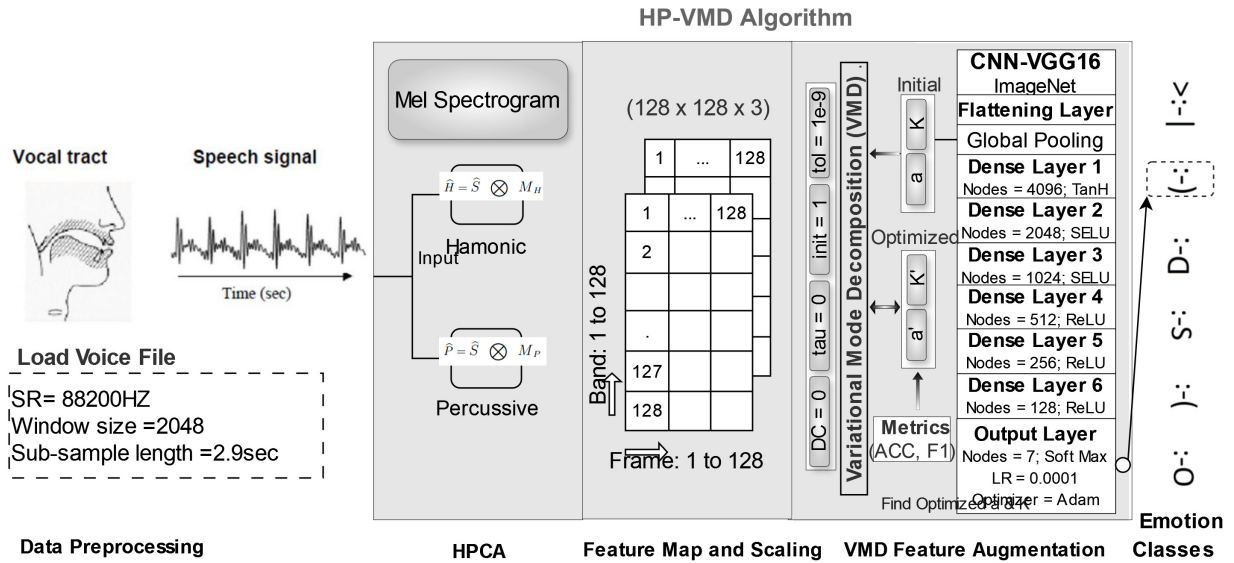 HP-VMD Algorithm
Vocal tract
Speech signal
Time (sec)
Load Voice File
SR= 88200HZ
Window size =2048
Sub-sample length =2.9sec
Data Preprocessing
Mel Spectrogram
Input
Ĥ = Ŝ ⊗ M_H
Hamonic
P̂ = Ŝ ⊗ M_P
Percussive
HPCA
(128 x 128 x 3)
1 ... 128
1 ... 128
2
.
127
128
Band: 1 to 128
Frame: 1 to 128
Feature Map and Scaling
DC = 0 tau = 0 init = 1 tol = 1e-9
Variational Mode Decomposition (VMD)
Initial
a K
Optimized
a' K'
Metrics
(ACC, F1)
Find Optimized a & K
CNN-VGG16
ImageNet
Flattening Layer
Global Pooling
Dense Layer 1
Nodes = 4096; TanH
Dense Layer 2
Nodes = 2048; SELU
Dense Layer 3
Nodes = 1024; SELU
Dense Layer 4
Nodes = 512; ReLU
Dense Layer 5
Nodes = 256; ReLU
Dense Layer 6
Nodes = 128; ReLU
Output Layer
Nodes = 7; Soft Max
LR = 0.0001
Optimizer = Adam
VMD Feature Augmentation
|-:<
(-:
D-:
S-:
)-:
O-:
Emotion
Classes